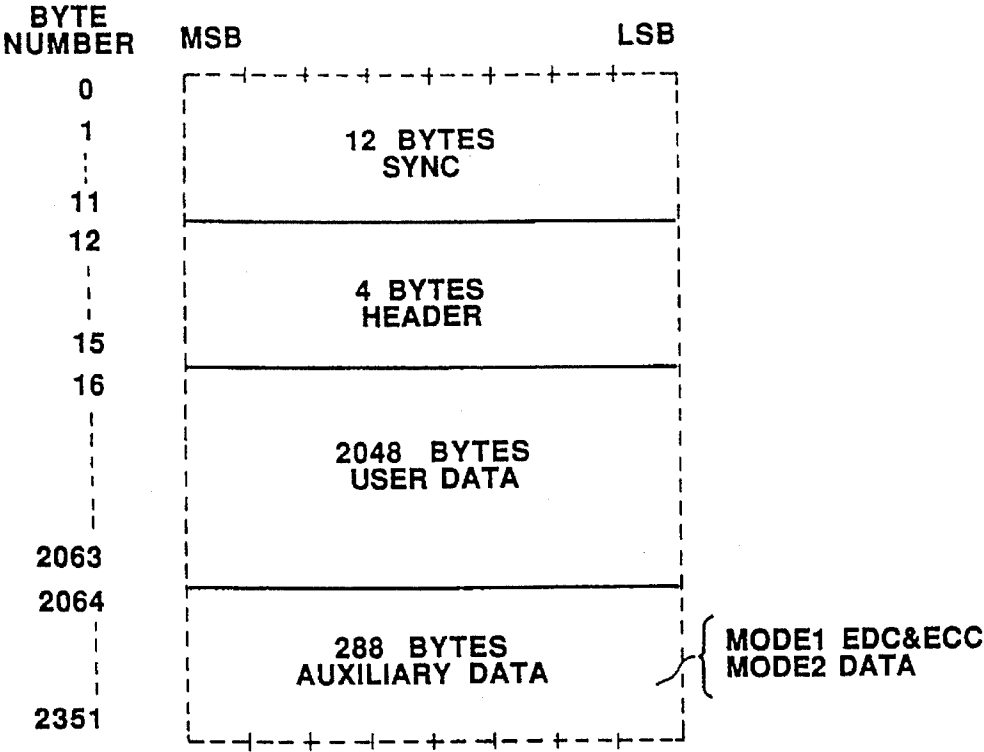 BYTE
NUMBER
MSB
LSB
0
1
12 BYTES
SYNC
11
12
4 BYTES
HEADER
15
16
2048 BYTES
USER DATA
2063
2064
288 BYTES
AUXILIARY DATA
MODE1 EDC&ECC
MODE2 DATA
2351